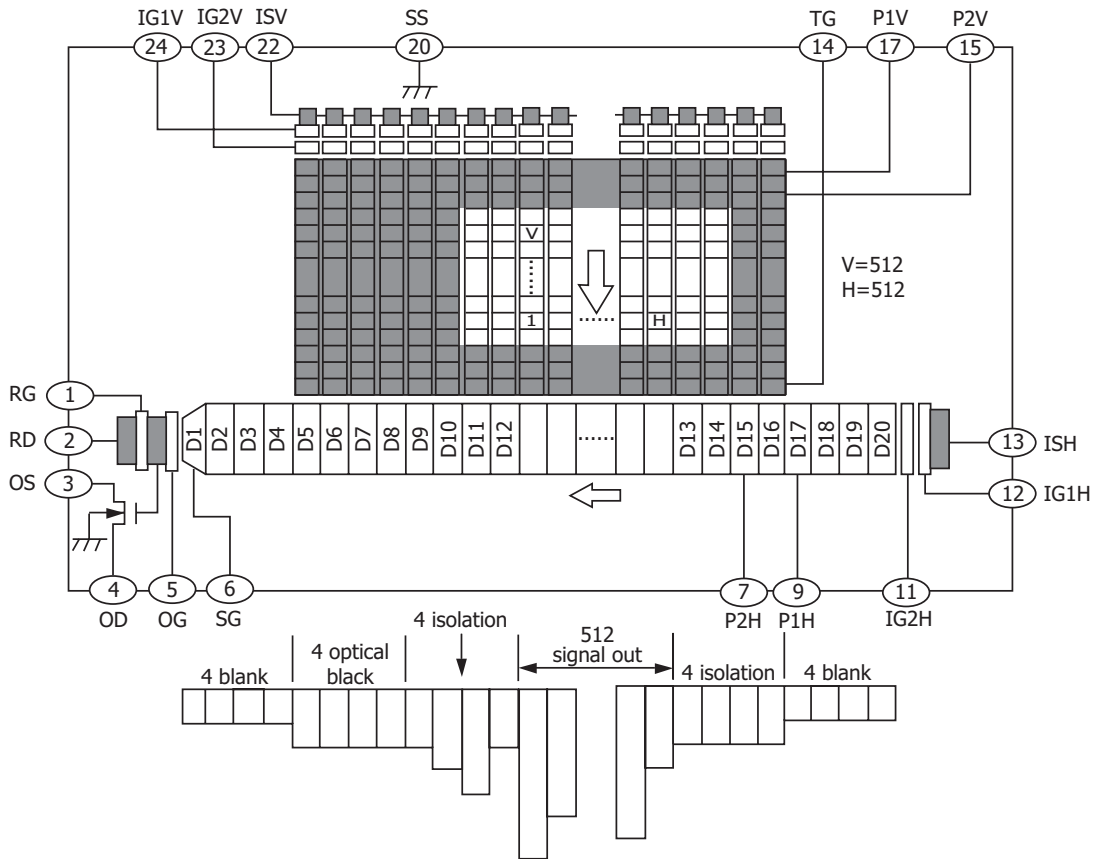 IG1V IG2V ISV SS TG P1V P2V
24 23 22 20 14 17 15
V
V=512
H=512
1 ...... H
RG 1
RD 2
OS 3
D1 D2 D3 D4 D5 D6 D7 D8 D9 D10 D11 D12 ...... D13 D14 D15 D16 D17 D18 D19 D20
13 ISH
12 IG1H
4 5 6 7 9 11
OD OG SG P2H P1H IG2H
4 blank
4 optical
black
4 isolation
512
signal out
4 isolation
4 blank